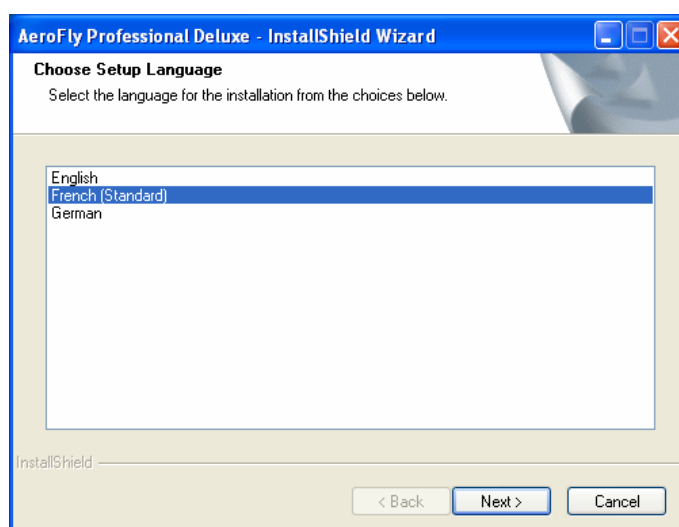 AeroFly Professional Deluxe - InstallShield Wizard
Choose Setup Language
Select the language for the installation from the choices below.
English
French (Standard)
German
InstallShield
< Back Next > Cancel